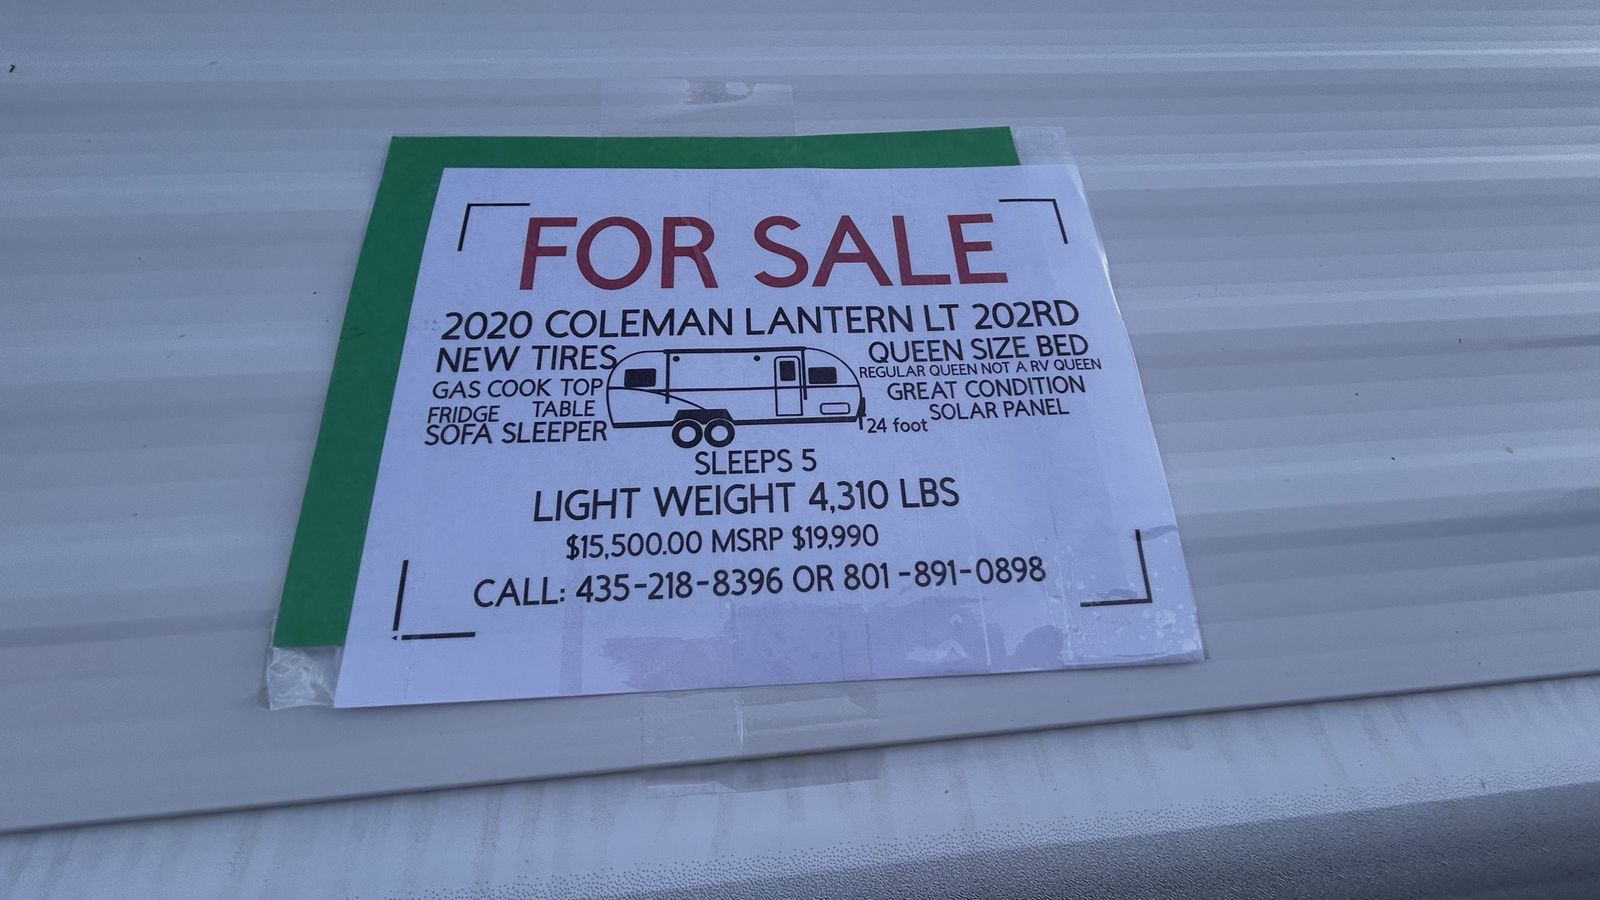 FOR SALE
2020 COLEMAN LANTERN LT 202RD
NEW TIRES
GAS COOK TOP
FRIDGE TABLE
SOFA SLEEPER
QUEEN SIZE BED
REGULAR QUEEN NOT A RV QUEEN
GREAT CONDITION
SOLAR PANEL
24 foot
SLEEPS 5
LIGHT WEIGHT 4,310 LBS
$15,500.00 MSRP $19,990
CALL: 435-218-8396 OR 801-891-0898